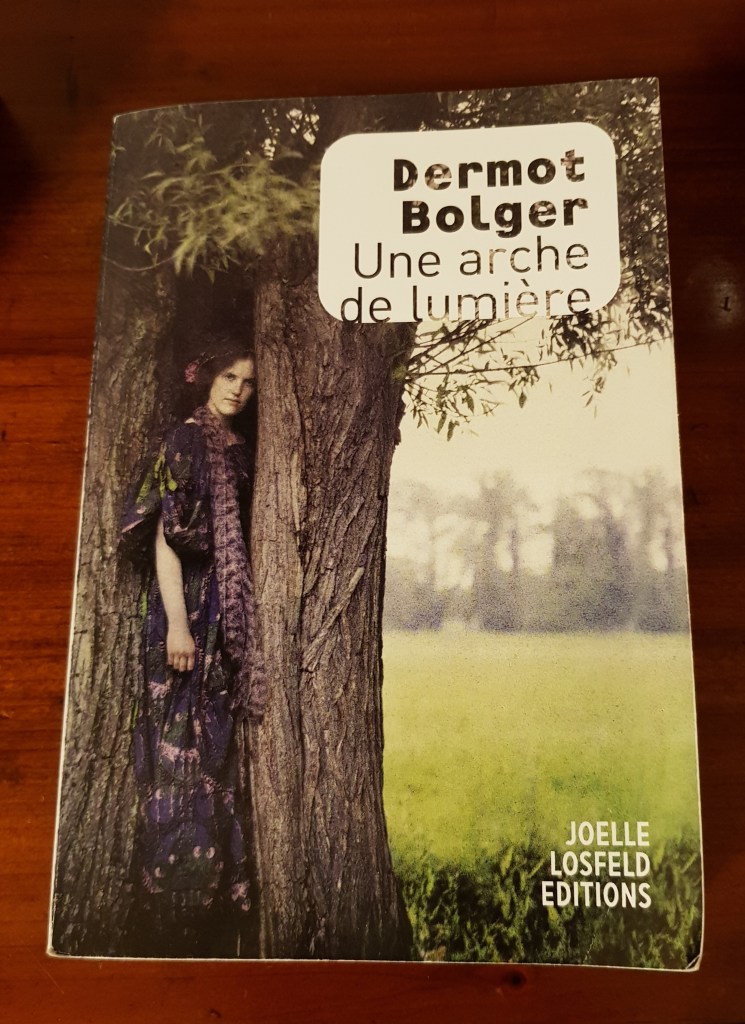 Dermot
Bolger
Une arche
de lumière
JOELLE
LOSFELD
EDITIONS